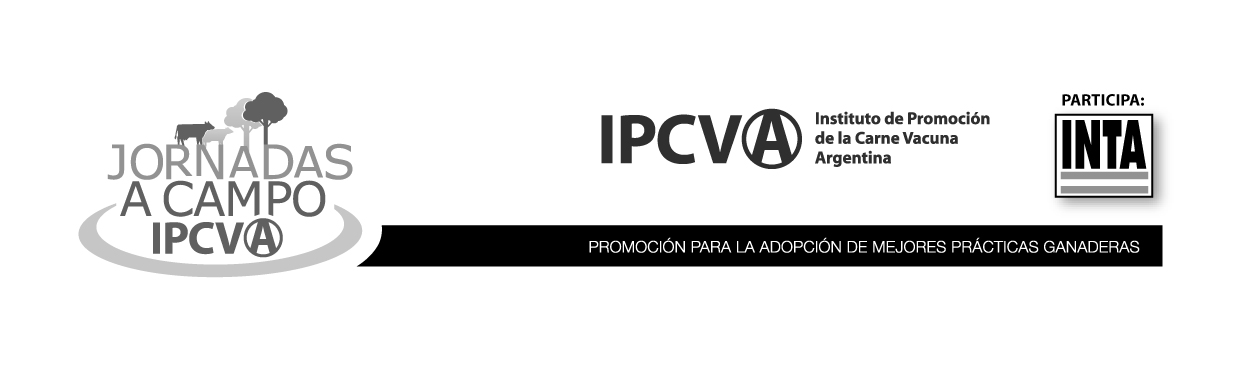 JORNADAS
A CAMPO
IPCVA
IPCVA
Instituto de Promoción
de la Carne Vacuna
Argentina
PARTICIPA:
INTA
PROMOCIÓN PARA LA ADOPCIÓN DE MEJORES PRÁCTICAS GANADERAS